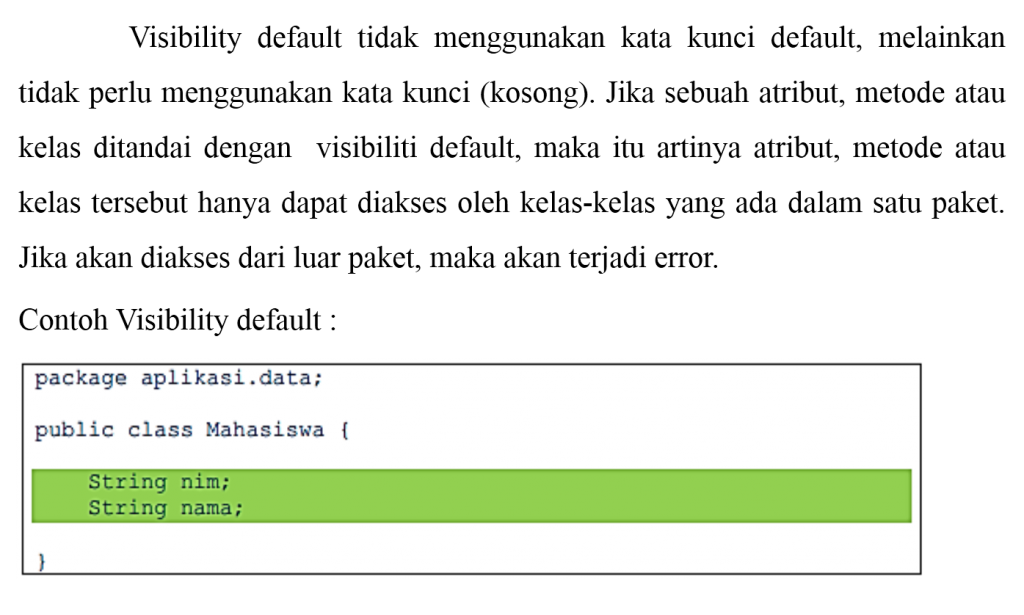 Visibility default tidak menggunakan kata kunci default, melainkan
tidak perlu menggunakan kata kunci (kosong). Jika sebuah atribut, metode atau
kelas ditandai dengan visibiliti default, maka itu artinya atribut, metode atau
kelas tersebut hanya dapat diakses oleh kelas-kelas yang ada dalam satu paket.
Jika akan diakses dari luar paket, maka akan terjadi error.
Contoh Visibility default :
package aplikasi.data;
public class Mahasiswa {
String nim;
String nama;
}